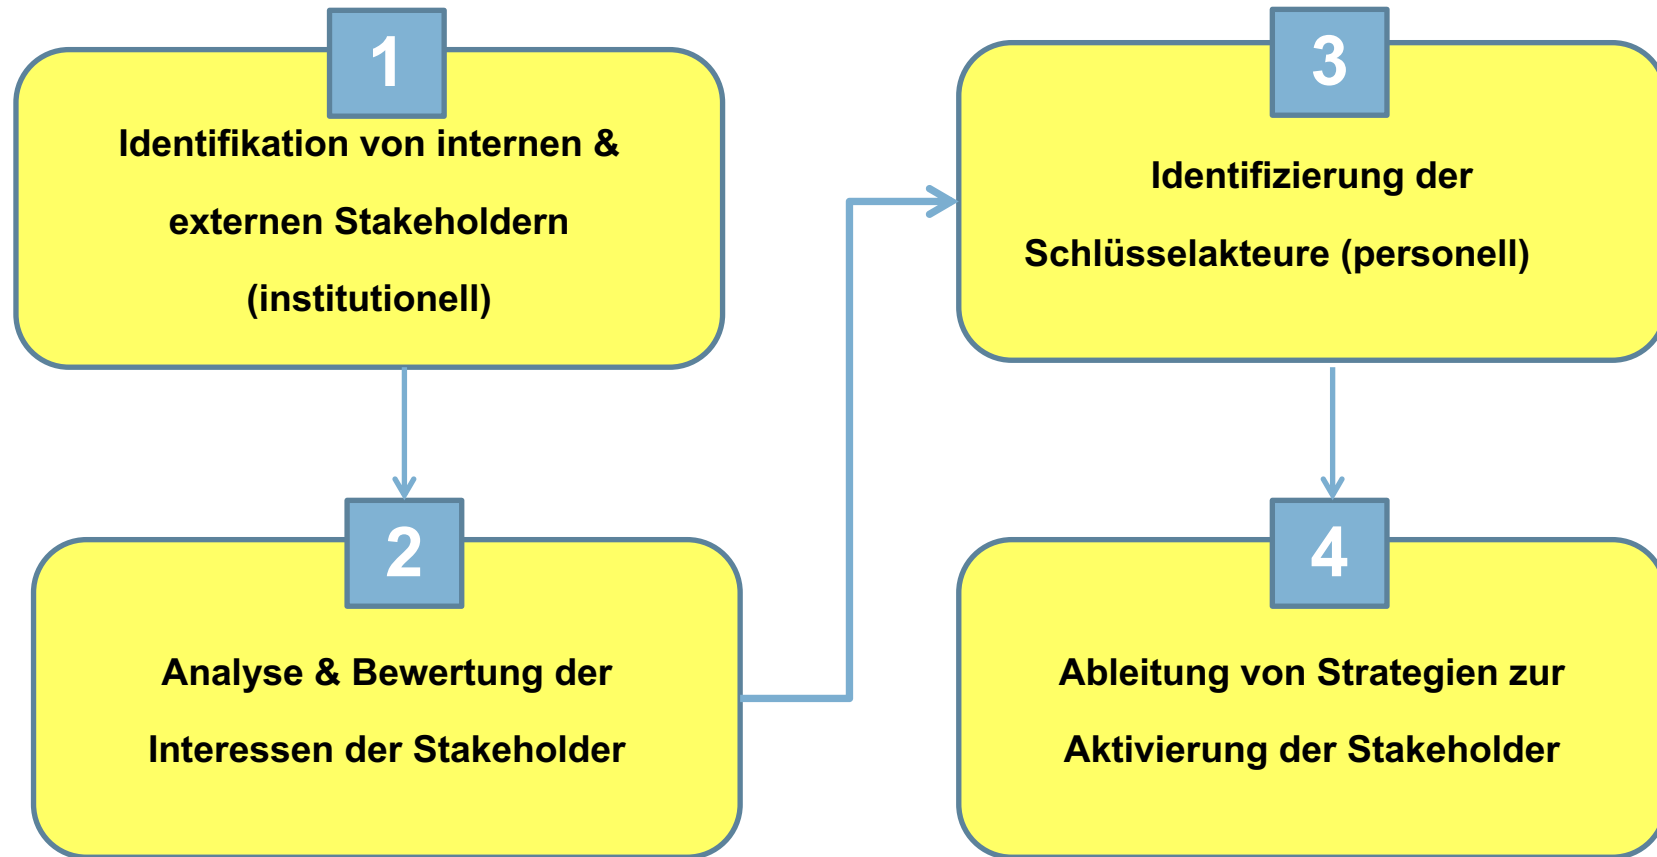 1
Identifikation von internen &
externen Stakeholdern
(institutionell)
2
Analyse & Bewertung der
Interessen der Stakeholder
3
Identifizierung der
Schlüsselakteure (personell)
4
Ableitung von Strategien zur
Aktivierung der Stakeholder